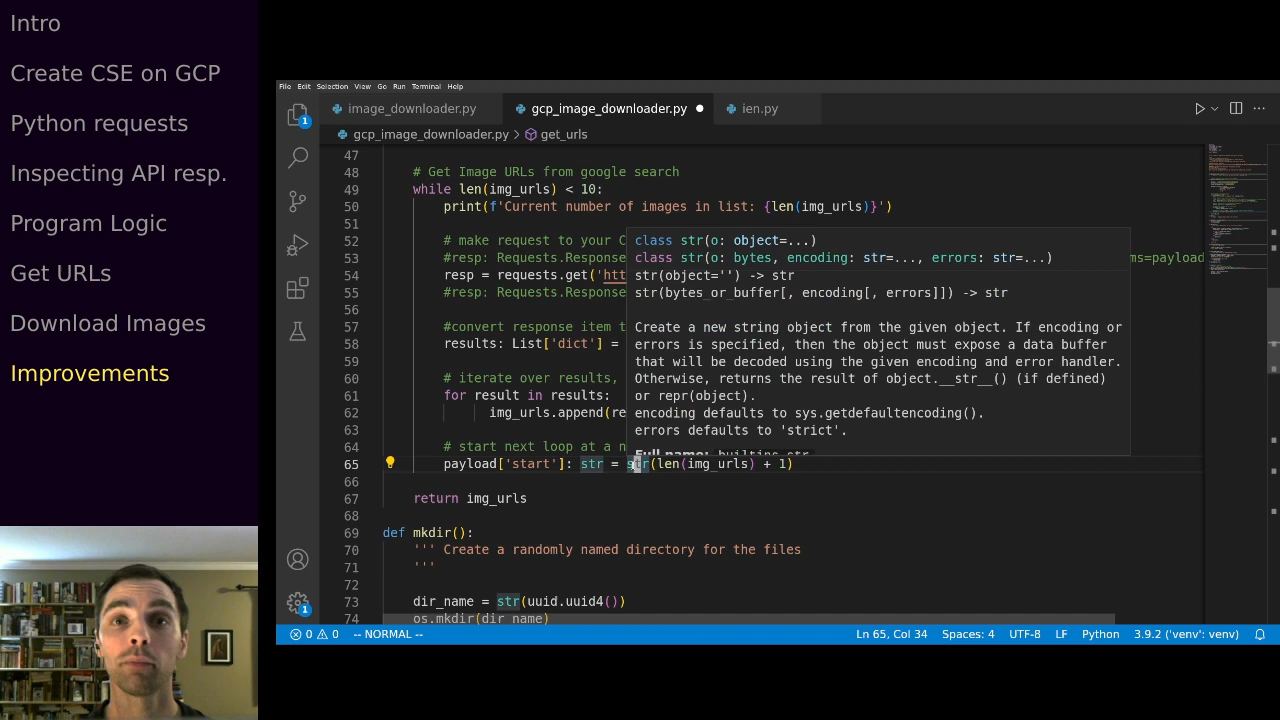 Intro
Create CSE on GCP
Python requests
Inspecting API resp.
Program Logic
Get URLs
Download Images
Improvements
File Edit Selection View Go Run Terminal Help
image_downloader.py gcp_image_downloader.py ien.py
gcp_image_downloader.py > get_urls
1
47
48 # Get Image URLs from google search
49 while len(img_urls) < 10:
50 print(f'Current number of images in list: {len(img_urls)}')
51
52 # make request to your C
53 #resp: Requests.Response ms=payload
54 resp = requests.get('htt
55 #resp: Requests.Response
56
57 #convert response item t
58 results: List['dict'] =
59
60 # iterate over results,
61 for result in results:
62 img_urls.append(re
63
64 # start next loop at a n
65 payload['start']: str = str(len(img_urls) + 1)
66
67 return img_urls
68
69 def mkdir():
70 ''' Create a randomly named directory for the files
71 '''
72
73 dir_name = str(uuid.uuid4())
74 os.mkdir(dir_name)
class str(o: object=...)
class str(o: bytes, encoding: str=..., errors: str=...)
str(object='') -> str
str(bytes_or_buffer[, encoding[, errors]]) -> str
Create a new string object from the given object. If encoding or
errors is specified, then the object must expose a data buffer
that will be decoded using the given encoding and error handler.
Otherwise, returns the result of object.__str__() (if defined)
or repr(object).
encoding defaults to sys.getdefaultencoding().
errors defaults to 'strict'.
Full name: builtins.str
1
0 0 -- NORMAL -- Ln 65, Col 34 Spaces: 4 UTF-8 LF Python 3.9.2 ('venv': venv)